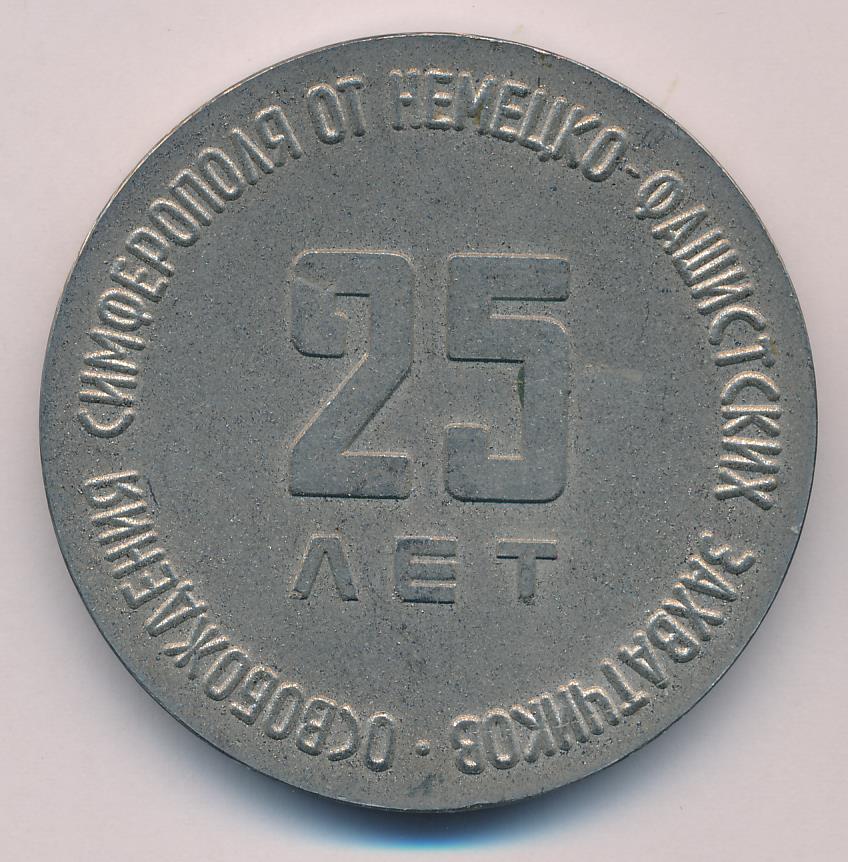 25
ЛЕТ
ОСВОБОЖДЕНИЯ СИМФЕРОПОЛЯ ОТ НЕМЕЦКО-ФАШИСТСКИХ ЗАХВАТЧИКОВ •